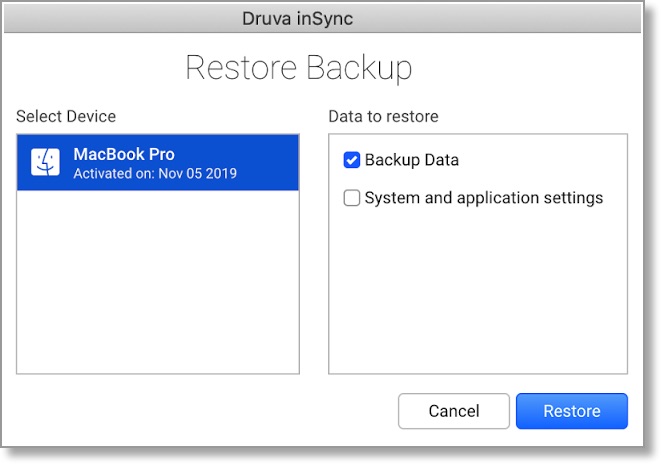 Druva inSync
Restore Backup
Select Device
Data to restore
MacBook Pro
Activated on: Nov 05 2019
Backup Data
System and application settings
Cancel
Restore